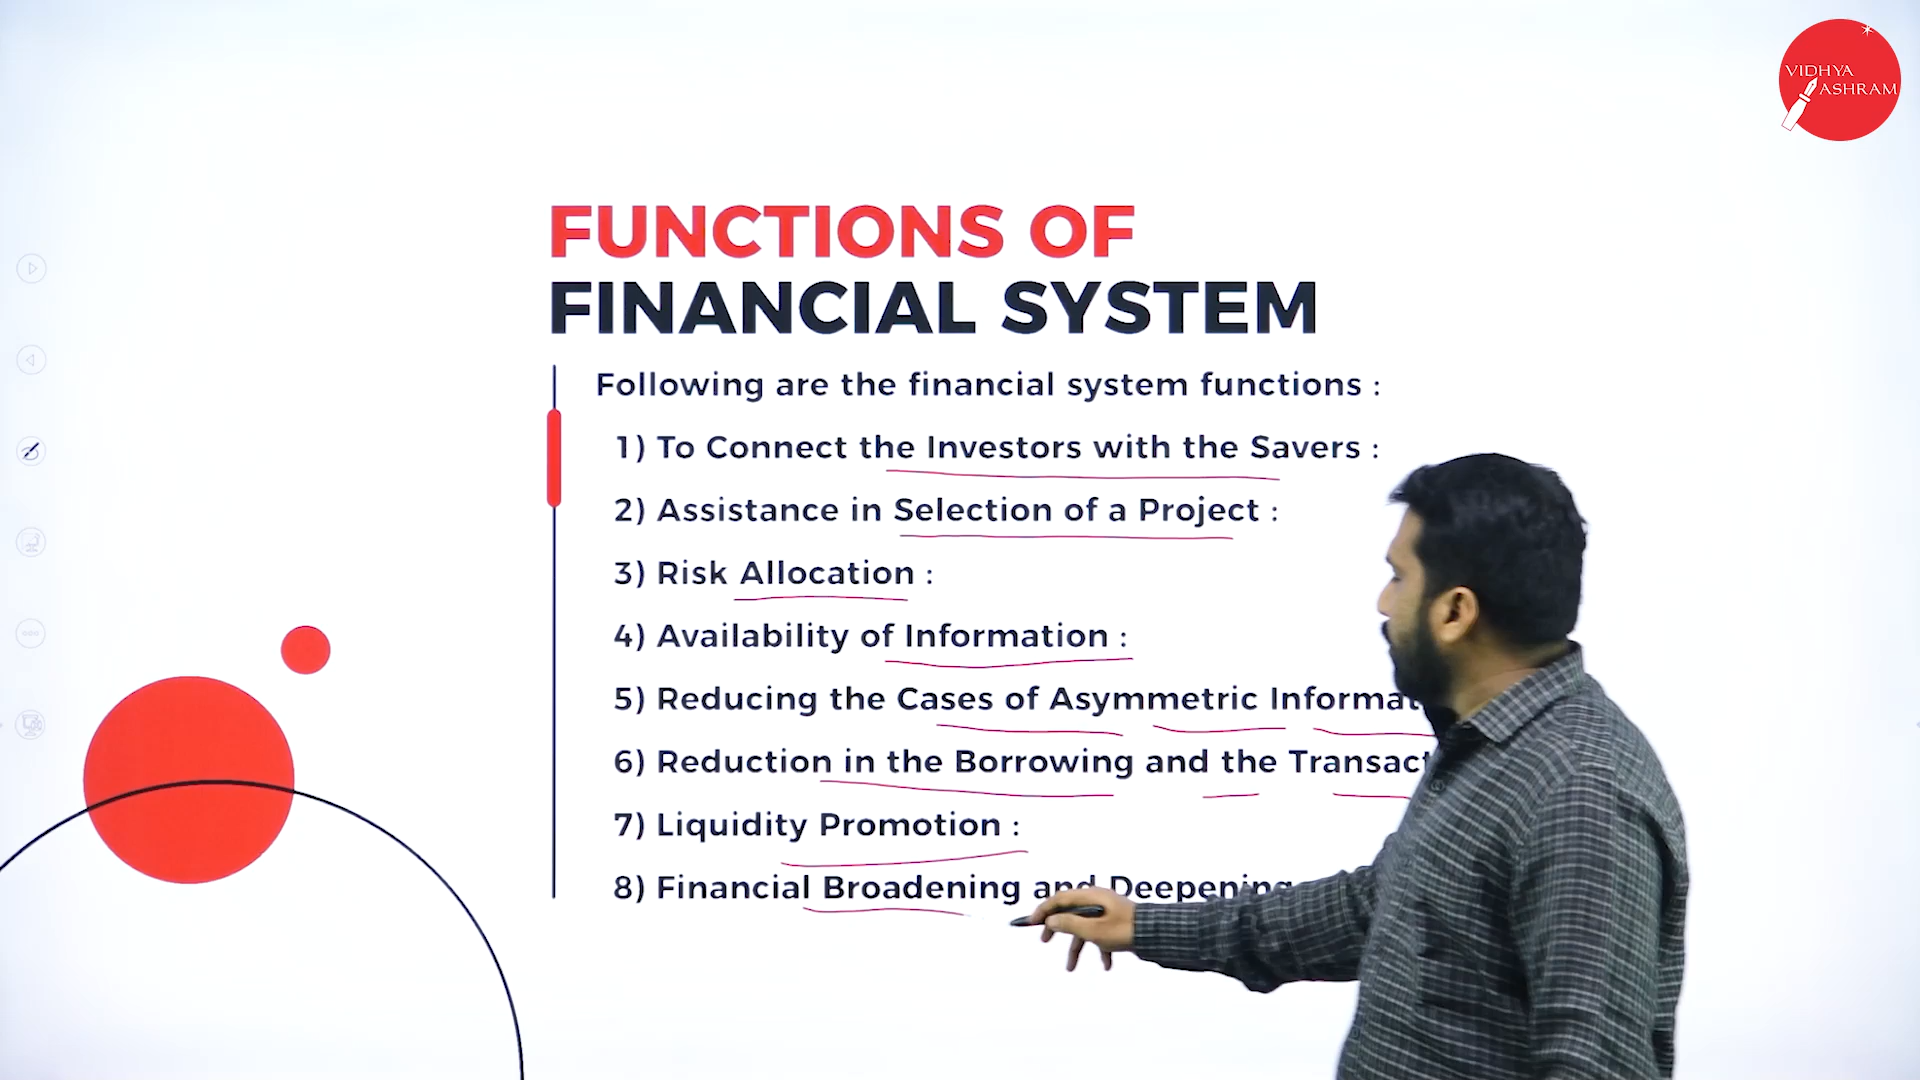 VIDHYA
ASHRAM
FUNCTIONS OF
FINANCIAL SYSTEM
Following are the financial system functions :
1) To Connect the Investors with the Savers :
2) Assistance in Selection of a Project :
3) Risk Allocation :
4) Availability of Information :
5) Reducing the Cases of Asymmetric
6) Reduction in the Borrowing and the
7) Liquidity Promotion :
8) Financial Broadening and Deepening